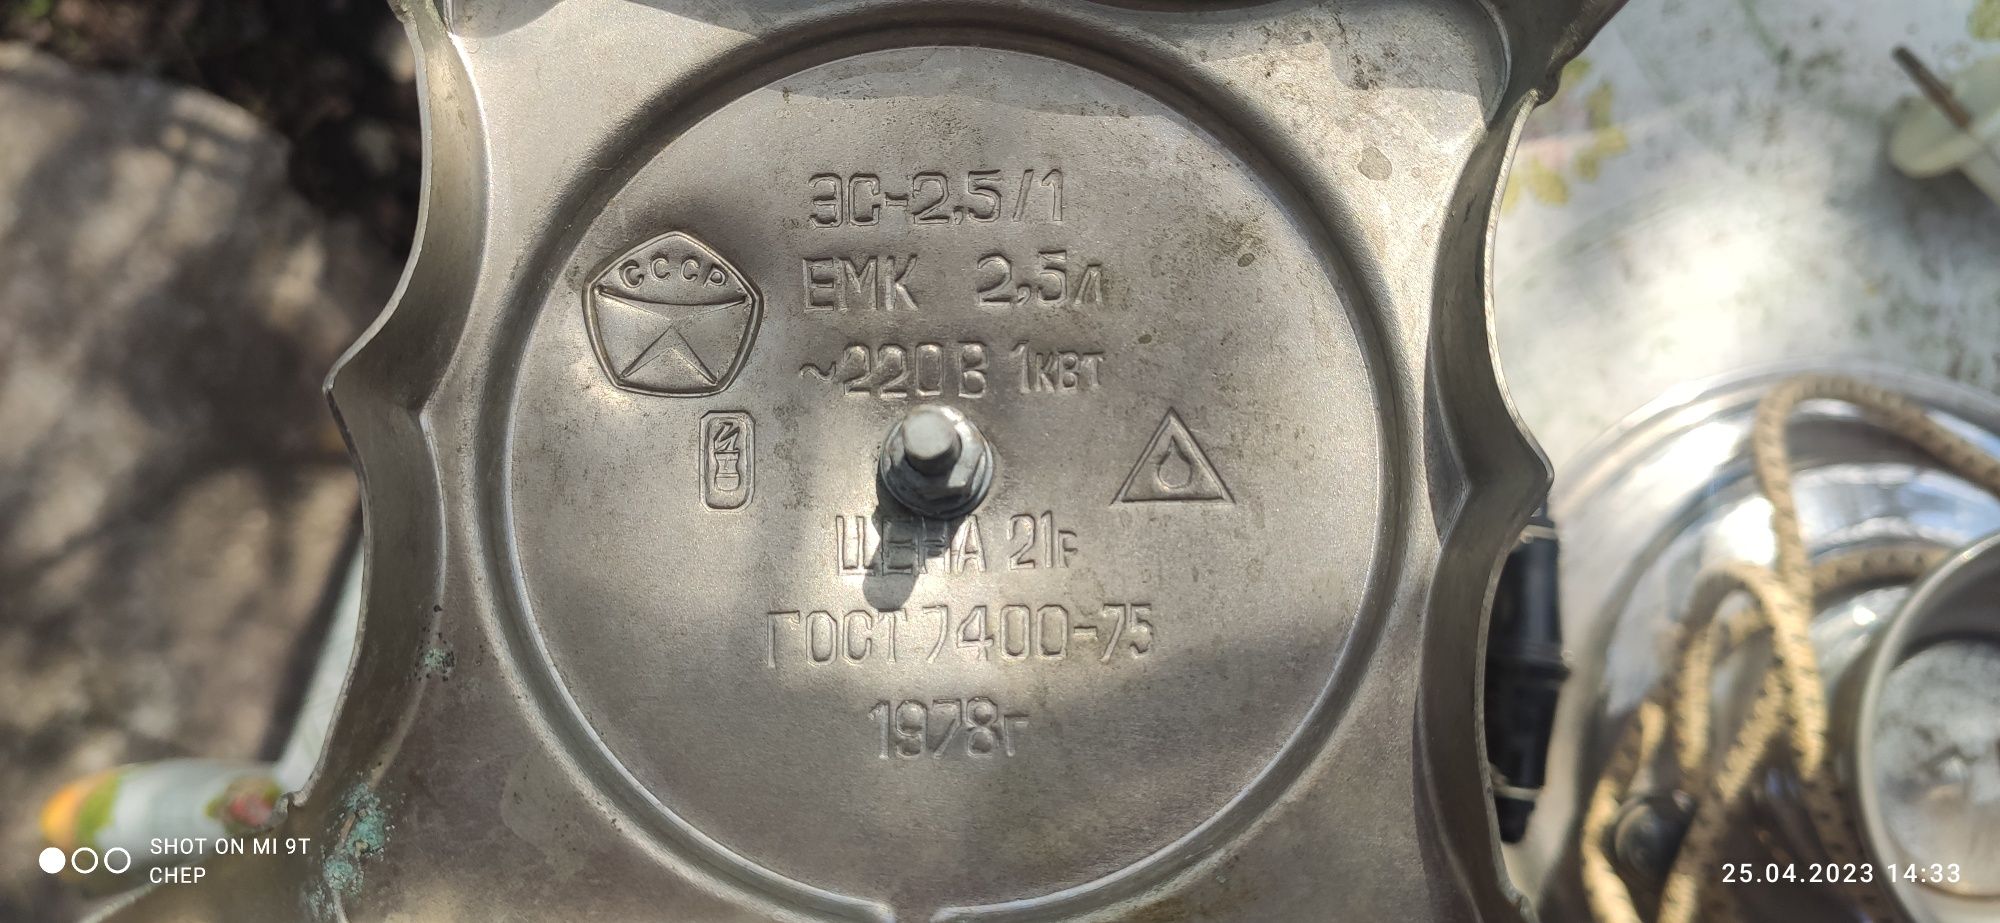 ЭС-2,5/1
СССР
ЕМК 2,5л
~220В 1кВт
ЦЕНА 21р
ГОСТ 7400-75
1978г
SHOT ON MI 9T
CHEP
25.04.2023 14:33